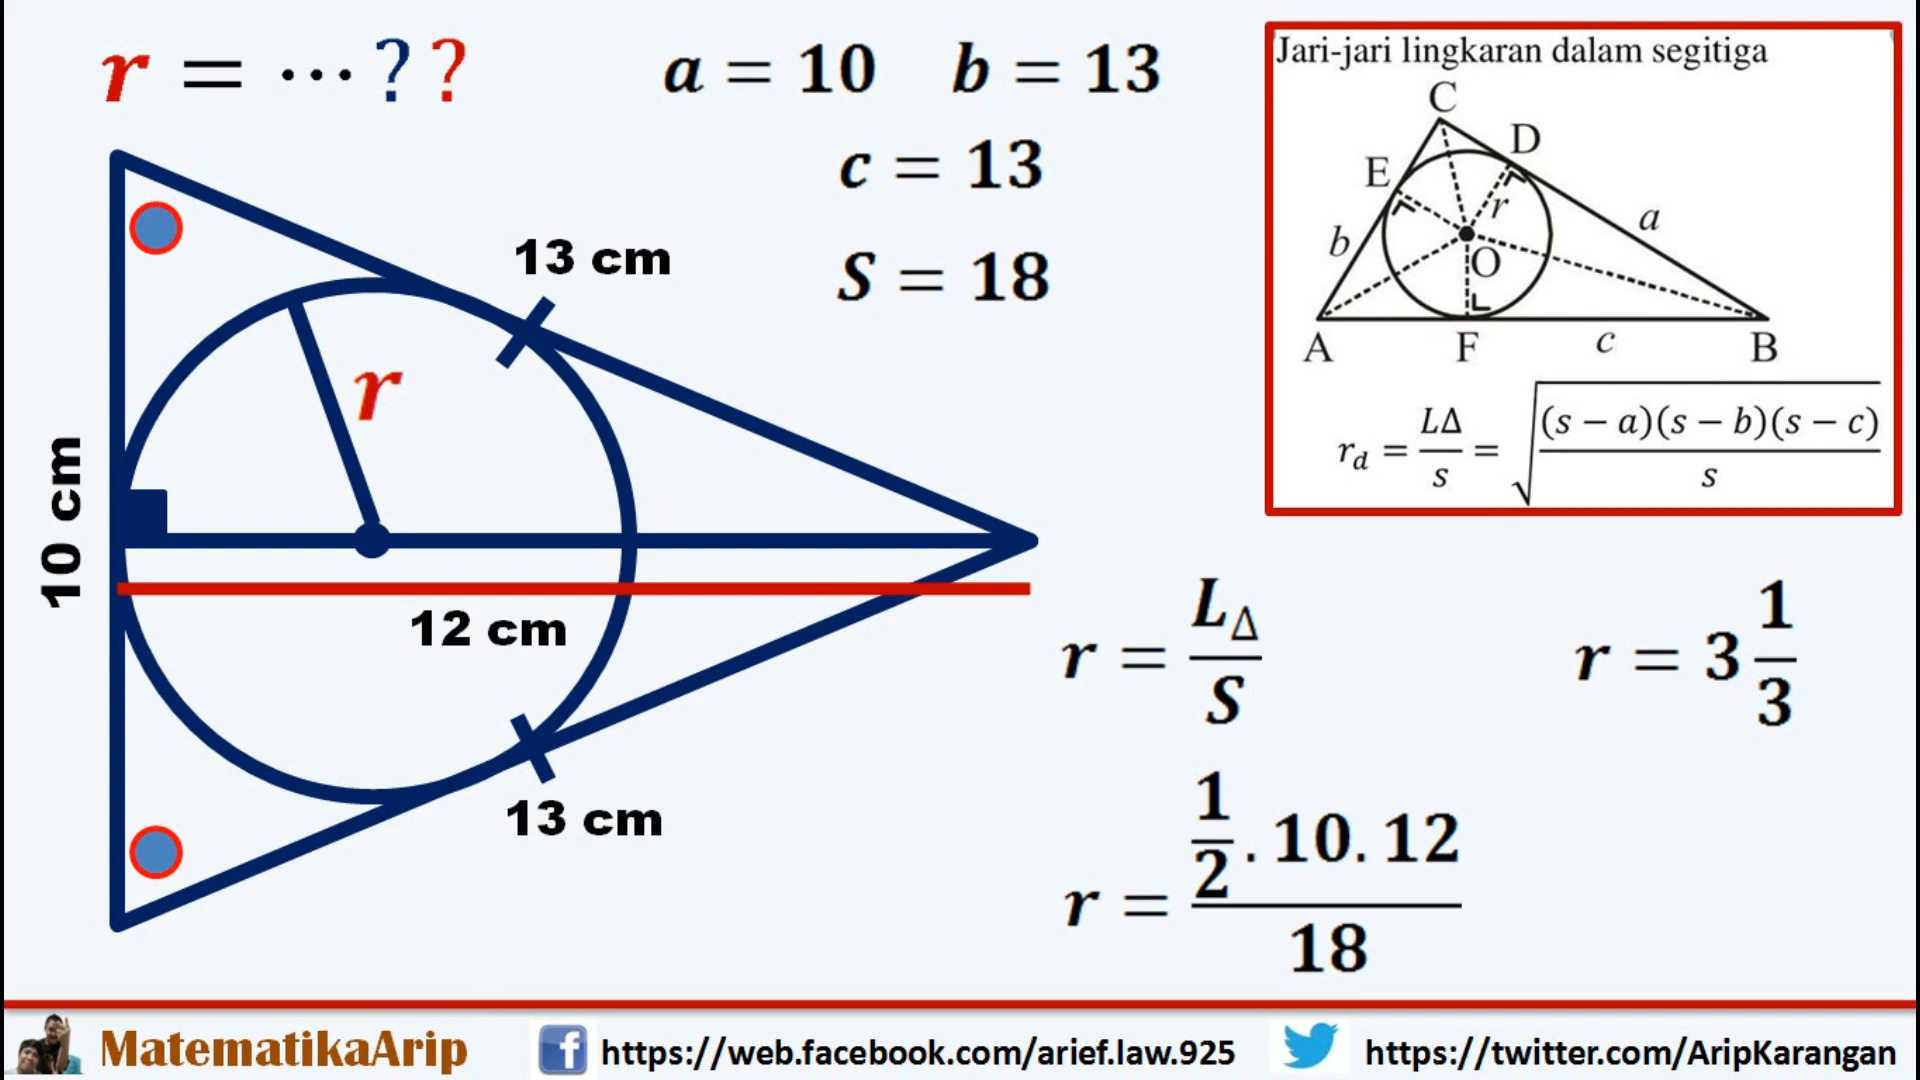 r = ⋯??
a = 10 b = 13
c = 13
S = 18
13 cm
r
10 cm
12 cm
13 cm
Jari-jari lingkaran dalam segitiga
C
D
E
r
a
b
O
A F c B
r_d = LΔ/s = √((s − a)(s − b)(s − c)/s)
r = L_Δ/S
r = 3 1/3
r = (1/2 . 10. 12)/18
MatematikaArip
https://web.facebook.com/arief.law.925
https://twitter.com/AripKarangan